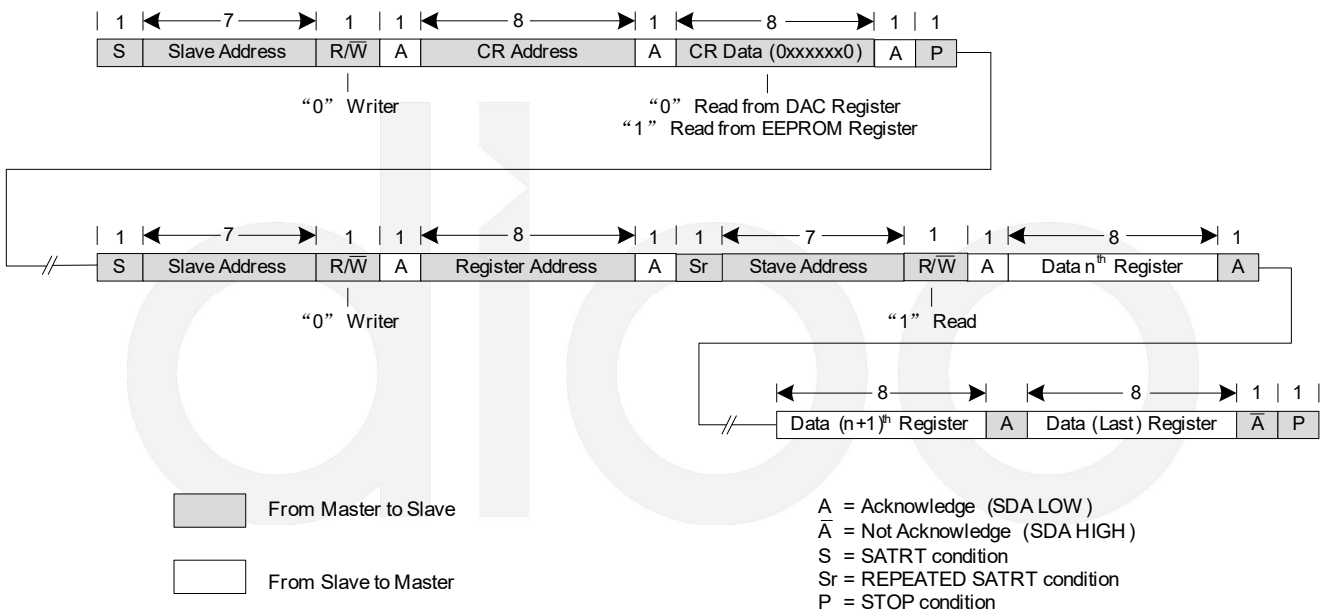 1 7 1 1 8 1 8 1 1
S Slave Address R/W̅ A CR Address A CR Data (0xxxxxx0) A P
“0” Writer
“0” Read from DAC Register
“1” Read from EEPROM Register
1 7 1 1 8 1 1 7 1 1 8 1
S Slave Address R/W̅ A Register Address A Sr Stave Address R/W̅ A Data nth Register A
“0” Writer
“1” Read
8 8 1 1
Data (n+1)th Register A Data (Last) Register A̅ P
From Master to Slave
From Slave to Master
A = Acknowledge (SDA LOW)
A̅ = Not Acknowledge (SDA HIGH)
S = SATRT condition
Sr = REPEATED SATRT condition
P = STOP condition
dioo